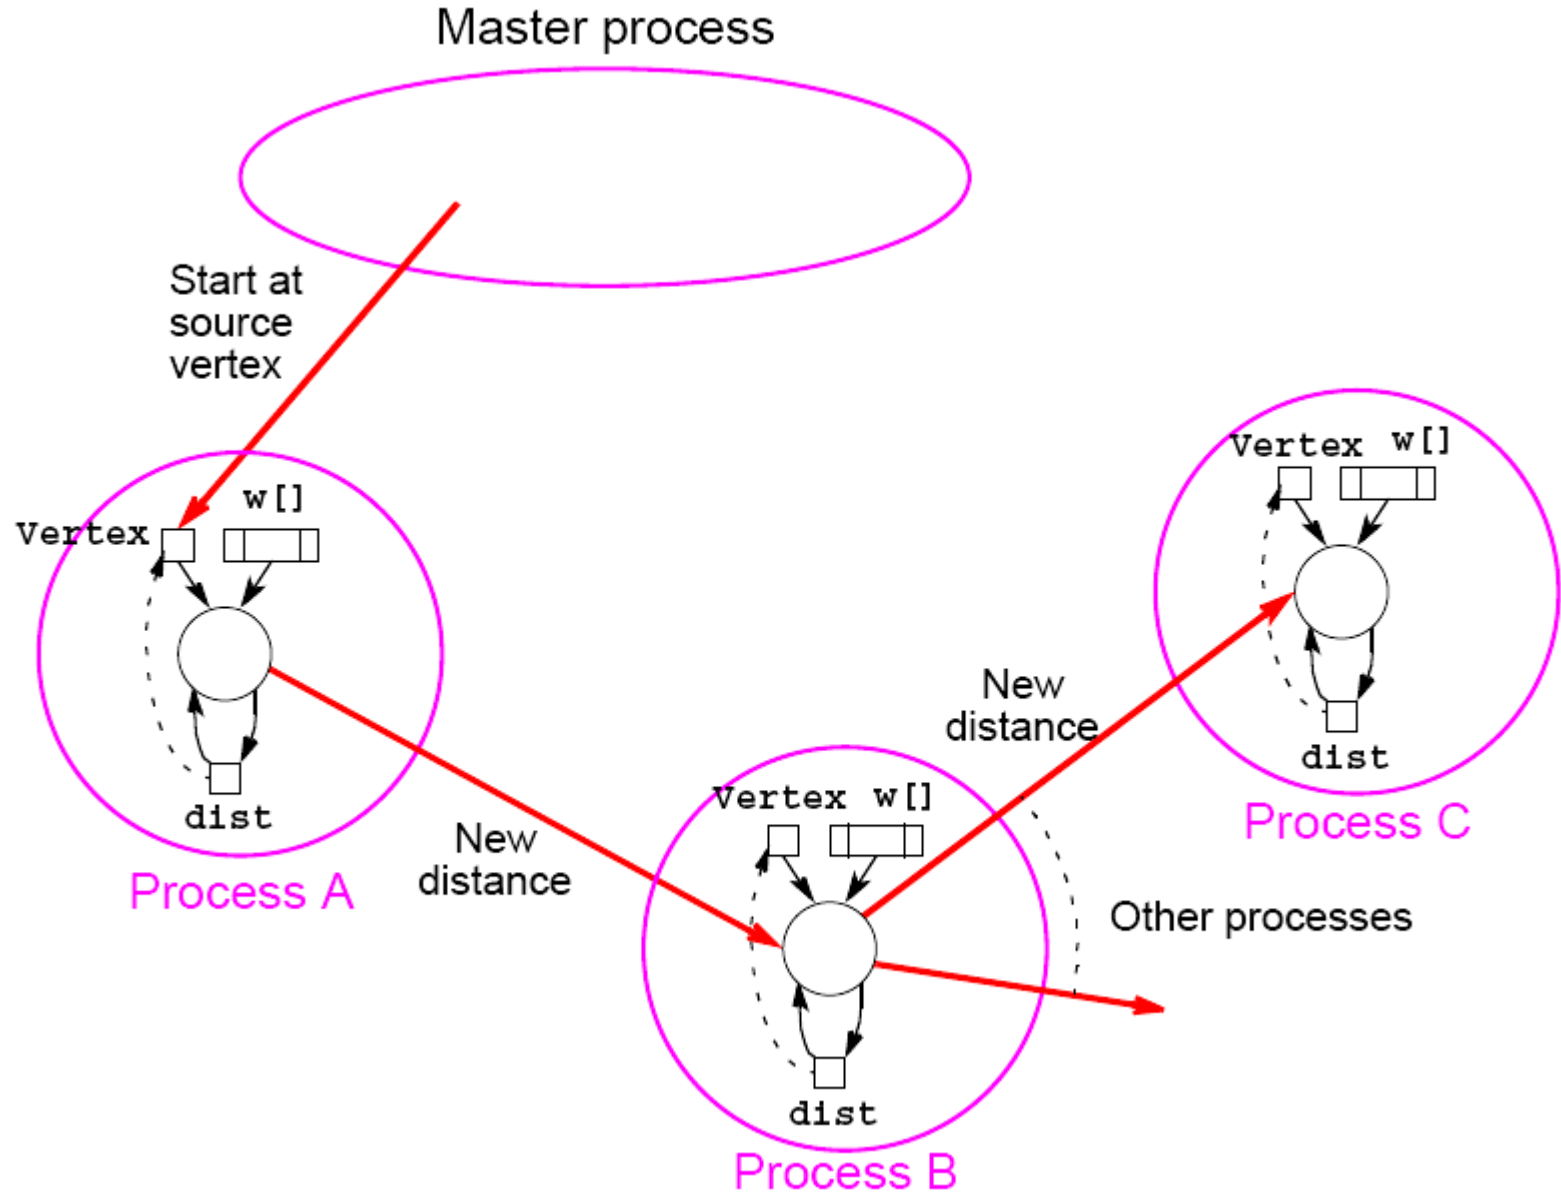 Master process
Start at
source
vertex
Vertex w[]
w[]
Vertex
dist
New
distance
Process C
dist
Vertex w[]
New
distance
Process A
Other processes
dist
Process B